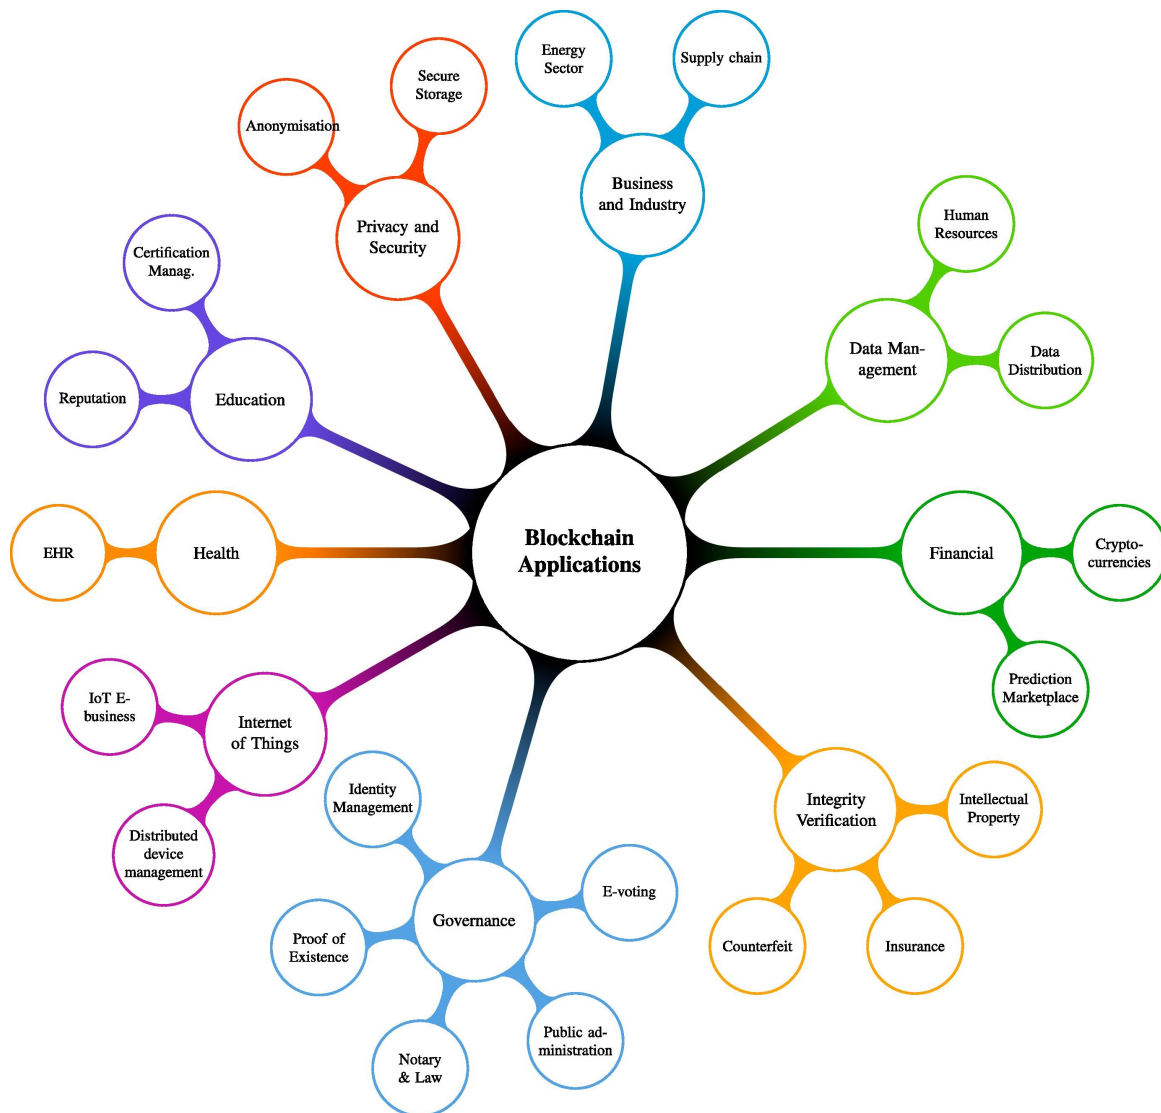 Energy
Sector
Supply chain
Secure
Storage
Anonymisation
Business
and Industry
Privacy and
Security
Human
Resources
Certification
Manag.
Data Man-
agement
Data
Distribution
Reputation
Education
Blockchain
Applications
EHR
Health
Financial
Crypto-
currencies
IoT E-
business
Internet
of Things
Prediction
Marketplace
Identity
Management
Integrity
Verification
Intellectual
Property
Distributed
device
management
Governance
E-voting
Proof of
Existence
Counterfeit
Insurance
Public ad-
ministration
Notary
& Law